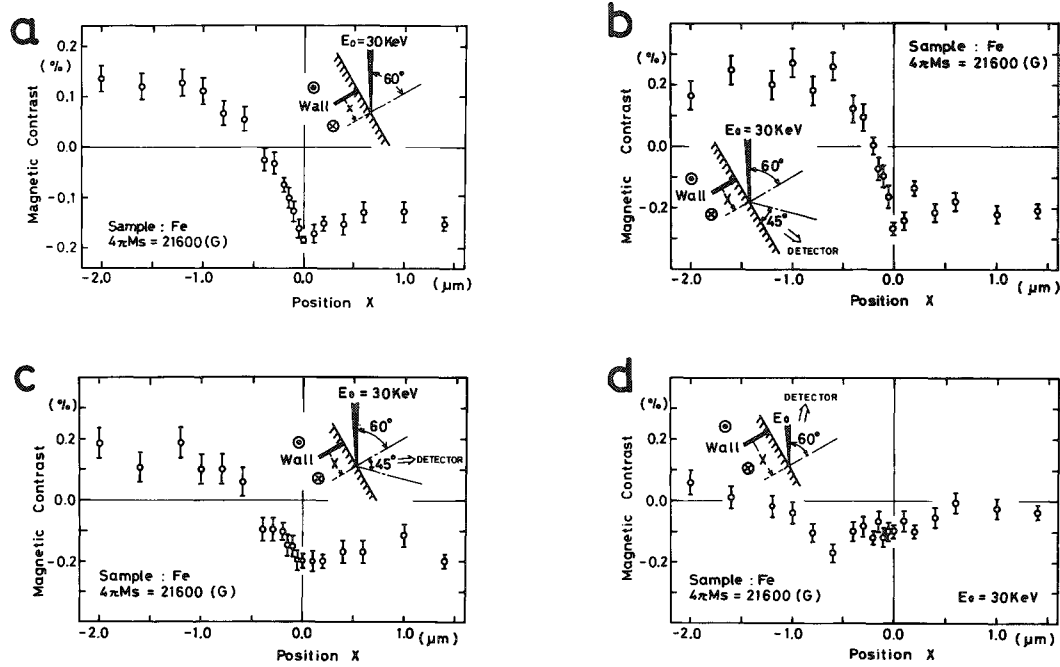 a
(%)
0.2
0.1
0.0
-0.1
-0.2
Magnetic Contrast
E₀=30KeV
60°
Wall
X
Sample : Fe
4πMs = 21600 (G)
-2.0
-1.0
0.0
1.0
(μm)
Position X
b
(%)
0.2
0.0
-0.2
Magnetic Contrast
Sample : Fe
4πMs = 21600 (G)
E₀=30KeV
60°
Wall
X
45°
DETECTOR
-2.0
-1.0
0.0
1.0
(μm)
Position X
c
(%)
0.2
0.0
-0.2
Magnetic Contrast
E₀ = 30KeV
60°
Wall
X
45°
DETECTOR
Sample : Fe
4πMs = 21600 (G)
-2.0
-1.0
0.0
1.0
(μm)
Position X
d
(%)
0.2
0.0
-0.2
Magnetic Contrast
DETECTOR
E₀
60°
Wall
X
Sample : Fe
4πMs = 21600 (G)
E₀ = 30KeV
-2.0
-1.0
0.0
1.0
(μm)
Position X